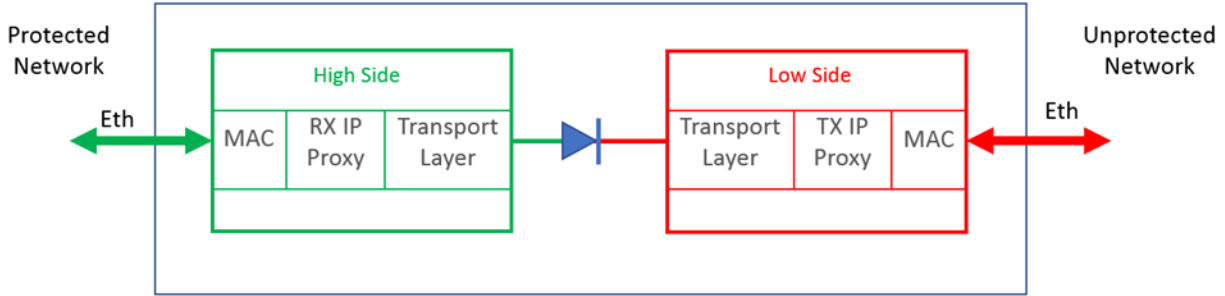 Protected
Network
Eth
High Side
MAC
RX IP
Proxy
Transport
Layer
Low Side
Transport
Layer
TX IP
Proxy
MAC
Unprotected
Network
Eth